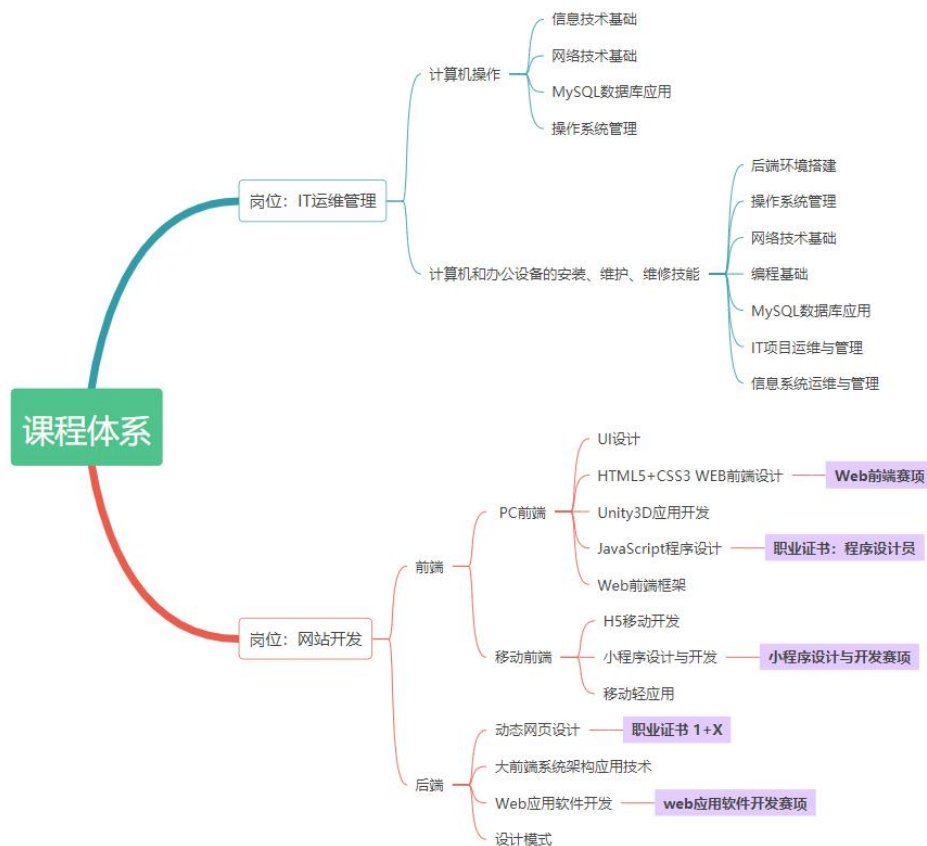 课程体系
岗位：IT运维管理
计算机操作
信息技术基础
网络技术基础
MySQL数据库应用
操作系统管理
计算机和办公设备的安装、维护、维修技能
后端环境搭建
操作系统管理
网络技术基础
编程基础
MySQL数据库应用
IT项目运维与管理
信息系统运维与管理
岗位：网站开发
前端
PC前端
UI设计
HTML5+CSS3 WEB前端设计
Web前端赛项
Unity3D应用开发
JavaScript程序设计
职业证书：程序设计员
Web前端框架
移动前端
H5移动开发
小程序设计与开发
小程序设计与开发赛项
移动轻应用
后端
动态网页设计
职业证书 1+X
大前端系统架构应用技术
Web应用软件开发
web应用软件开发赛项
设计模式